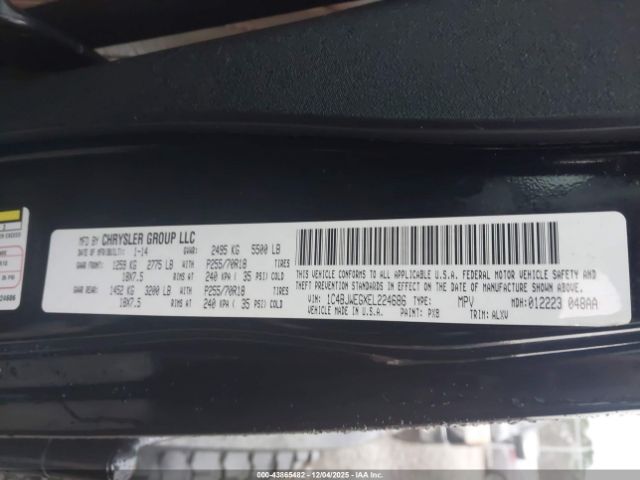 MFD BY CHRYSLER GROUP LLC
DATE OF MFR/BUILT: 1-14 GVWR: 2495 KG 5500 LB
GAWR FRONT: 1259 KG 2775 LB WITH P255/70R18 TIRES
18X7.5 RIMS AT 240 KPA ( 35 PSI) COLD
GAWR REAR: 1452 KG 3200 LB WITH P255/70R18 TIRES
18X7.5 RIMS AT 240 KPA ( 35 PSI) COLD
THIS VEHICLE CONFORMS TO ALL APPLICABLE U.S.A. FEDERAL MOTOR VEHICLE SAFETY AND
THEFT PREVENTION STANDARDS IN EFFECT ON THE DATE OF MANUFACTURE SHOWN ABOVE.
VIN: 1C4BJWEGXEL224686 TYPE: MPV MDH:012223 048AA
VEHICLE MADE IN U.S.A. PAINT: PXB TRIM: ALXV
24686
000-43865482 - 12/04/2025 - IAA Inc.